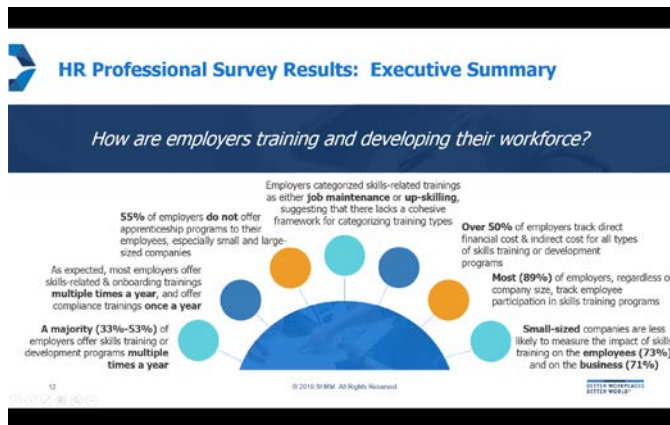 HR Professional Survey Results: Executive Summary
How are employers training and developing their workforce?
Employers categorized skills-related trainings
as either job maintenance or up-skilling,
suggesting that there lacks a cohesive
framework for categorizing training types
55% of employers do not offer
apprenticeship programs to their
employees, especially small and large-
sized companies
As expected, most employers offer
skills-related & onboarding trainings
multiple times a year, and offer
compliance trainings once a year
A majority (33%-53%) of
employers offer skills training or
development programs multiple
times a year
Over 50% of employers track direct
financial cost & indirect cost for all types
of skills training or development
programs
Most (89%) of employers, regardless of
company size, track employee
participation in skills training programs
Small-sized companies are less
likely to measure the impact of skills
training on the employees (73%)
and on the business (71%)
12
© 2019 SHRM. All Rights Reserved
BETTER WORKPLACES
BETTER WORLD™